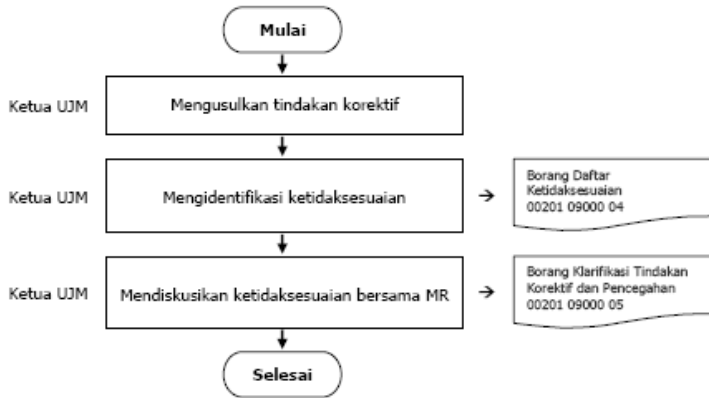 Mulai
Ketua UJM
Mengusulkan tindakan korektif
Ketua UJM
Mengidentifikasi ketidaksesuaian
Borang Daftar
Ketidaksesuaian
00201 09000 04
Ketua UJM
Mendiskusikan ketidaksesuaian bersama MR
Borang Klarifikasi Tindakan
Korektif dan Pencegahan
00201 09000 05
Selesai